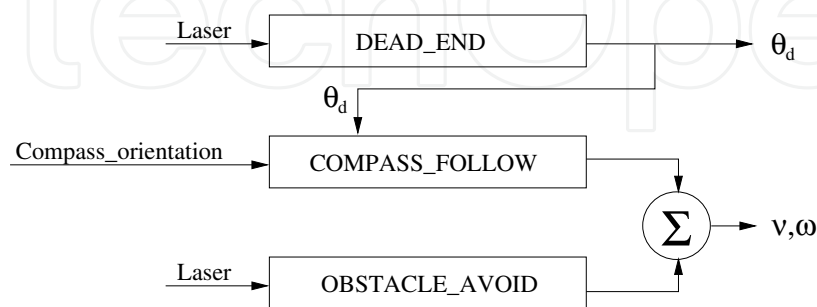 Laser
DEAD_END
θd
θd
Compass_orientation
COMPASS_FOLLOW
Σ
ν,ω
Laser
OBSTACLE_AVOID